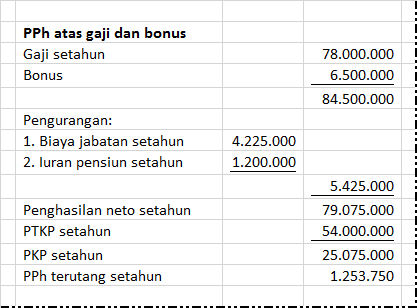 PPh atas gaji dan bonus
Gaji setahun 78.000.000
Bonus 6.500.000
84.500.000
Pengurangan:
1. Biaya jabatan setahun 4.225.000
2. Iuran pensiun setahun 1.200.000
5.425.000
Penghasilan neto setahun 79.075.000
PTKP setahun 54.000.000
PKP setahun 25.075.000
PPh terutang setahun 1.253.750